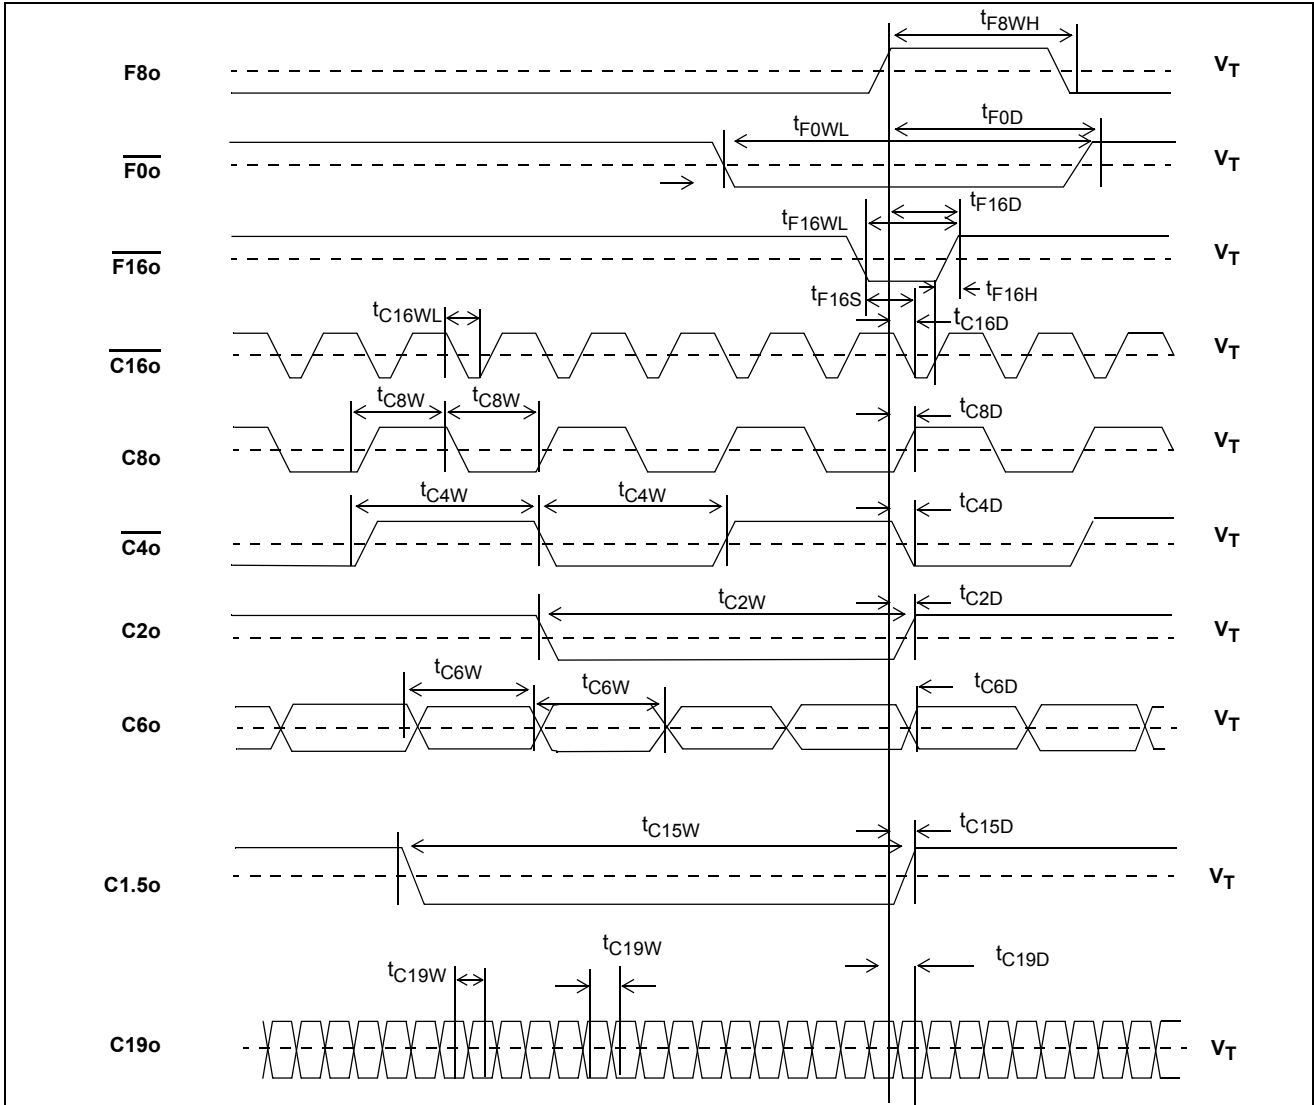 tF8WH
F8o VT
tF0WL tF0D
F0o VT
tF16D
tF16WL
F16o VT
tF16S tF16H
tC16WL tC16D
C16o VT
tC8W tC8W tC8D
C8o VT
tC4W tC4W tC4D
C4o VT
tC2W tC2D
C2o VT
tC6W tC6W tC6D
C6o VT
tC15W tC15D
C1.5o VT
tC19W tC19W tC19D
C19o VT